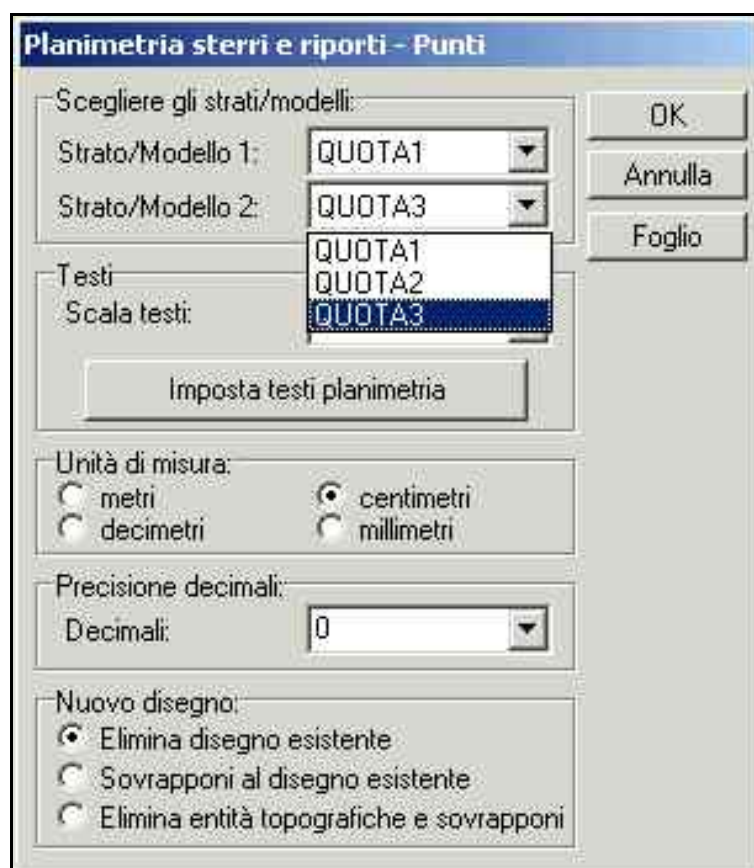 Planimetria sterri e riporti - Punti
Scegliere gli strati/modelli:
OK
Strato/Modello 1: QUOTA1
Annulla
Strato/Modello 2: QUOTA3
Foglio
QUOTA1
QUOTA2
QUOTA3
Testi
Scala testi:
Imposta testi planimetria
Unità di misura:
metri centimetri
decimetri millimetri
Precisione decimali:
Decimali: 0
Nuovo disegno:
Elimina disegno esistente
Sovrapponi al disegno esistente
Elimina entità topografiche e sovrapponi